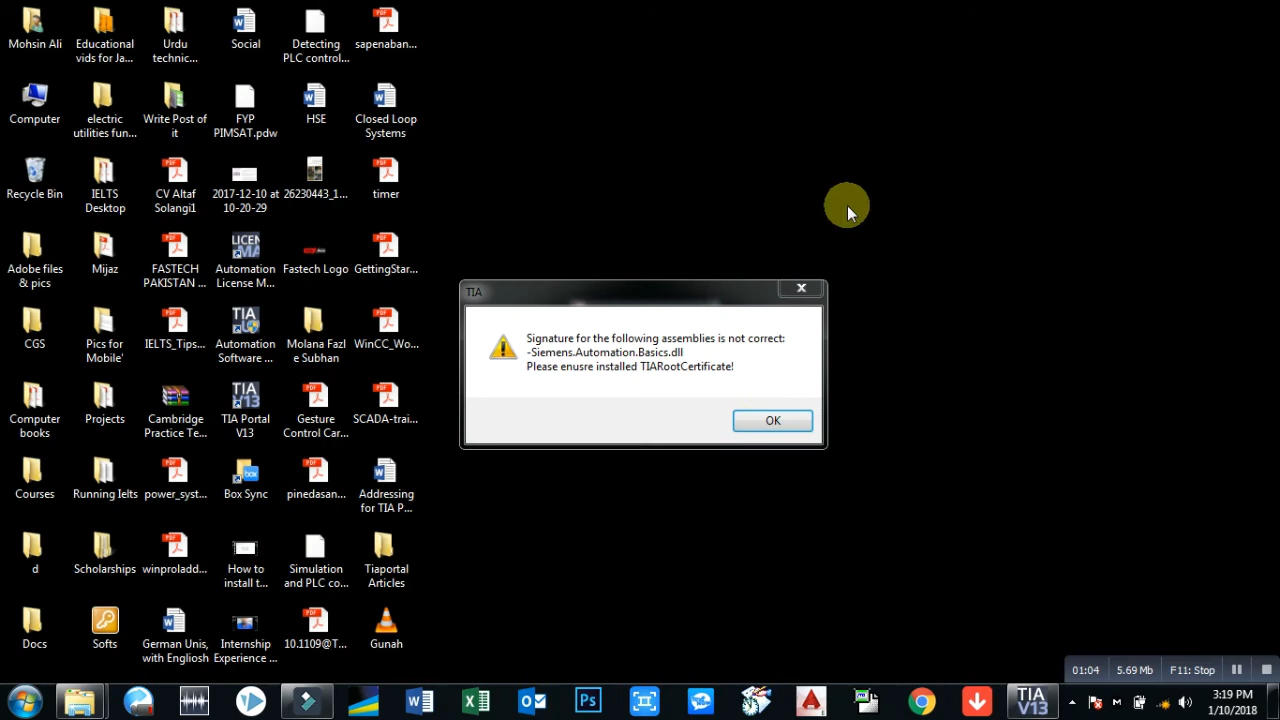 Mohsin Ali
Educational
vids for Ja...
Urdu
technic...
Social
Detecting
PLC control...
sapenaban...
Computer
electric
utilities fun...
Write Post of
it
FYP
PIMSAT.pdw
HSE
Closed Loop
Systems
Recycle Bin
IELTS
Desktop
CV Altaf
Solangi1
2017-12-10 at
10-20-29
26230443_1...
timer
Adobe files
& pics
Mijaz
FASTECH
PAKISTAN ...
Automation
License M...
Fastech Logo
GettingStar...
CGS
Pics for
Mobile'
IELTS_Tips...
Automation
Software ...
Molana Fazl
e Subhan
WinCC_Wo...
Computer
books
Projects
Cambridge
Practice Te...
TIA Portal
V13
Gesture
Control Car...
SCADA-trai...
Courses
Running Ielts
power_syst...
Box Sync
pinedasan...
Addressing
for TIA P...
d
Scholarships
winproladd...
How to
install t...
Simulation
and PLC co...
Tiaportal
Articles
Docs
Softs
German Unis,
with Engliosh
Internship
Experience ...
10.1109@T...
Gunah
TIA
Signature for the following assemblies is not correct:
-Siemens.Automation.Basics.dll
Please enusre installed TIARootCertificate!
OK
01:04
5.69 Mb
F11: Stop
TIA
V13
3:19 PM
1/10/2018